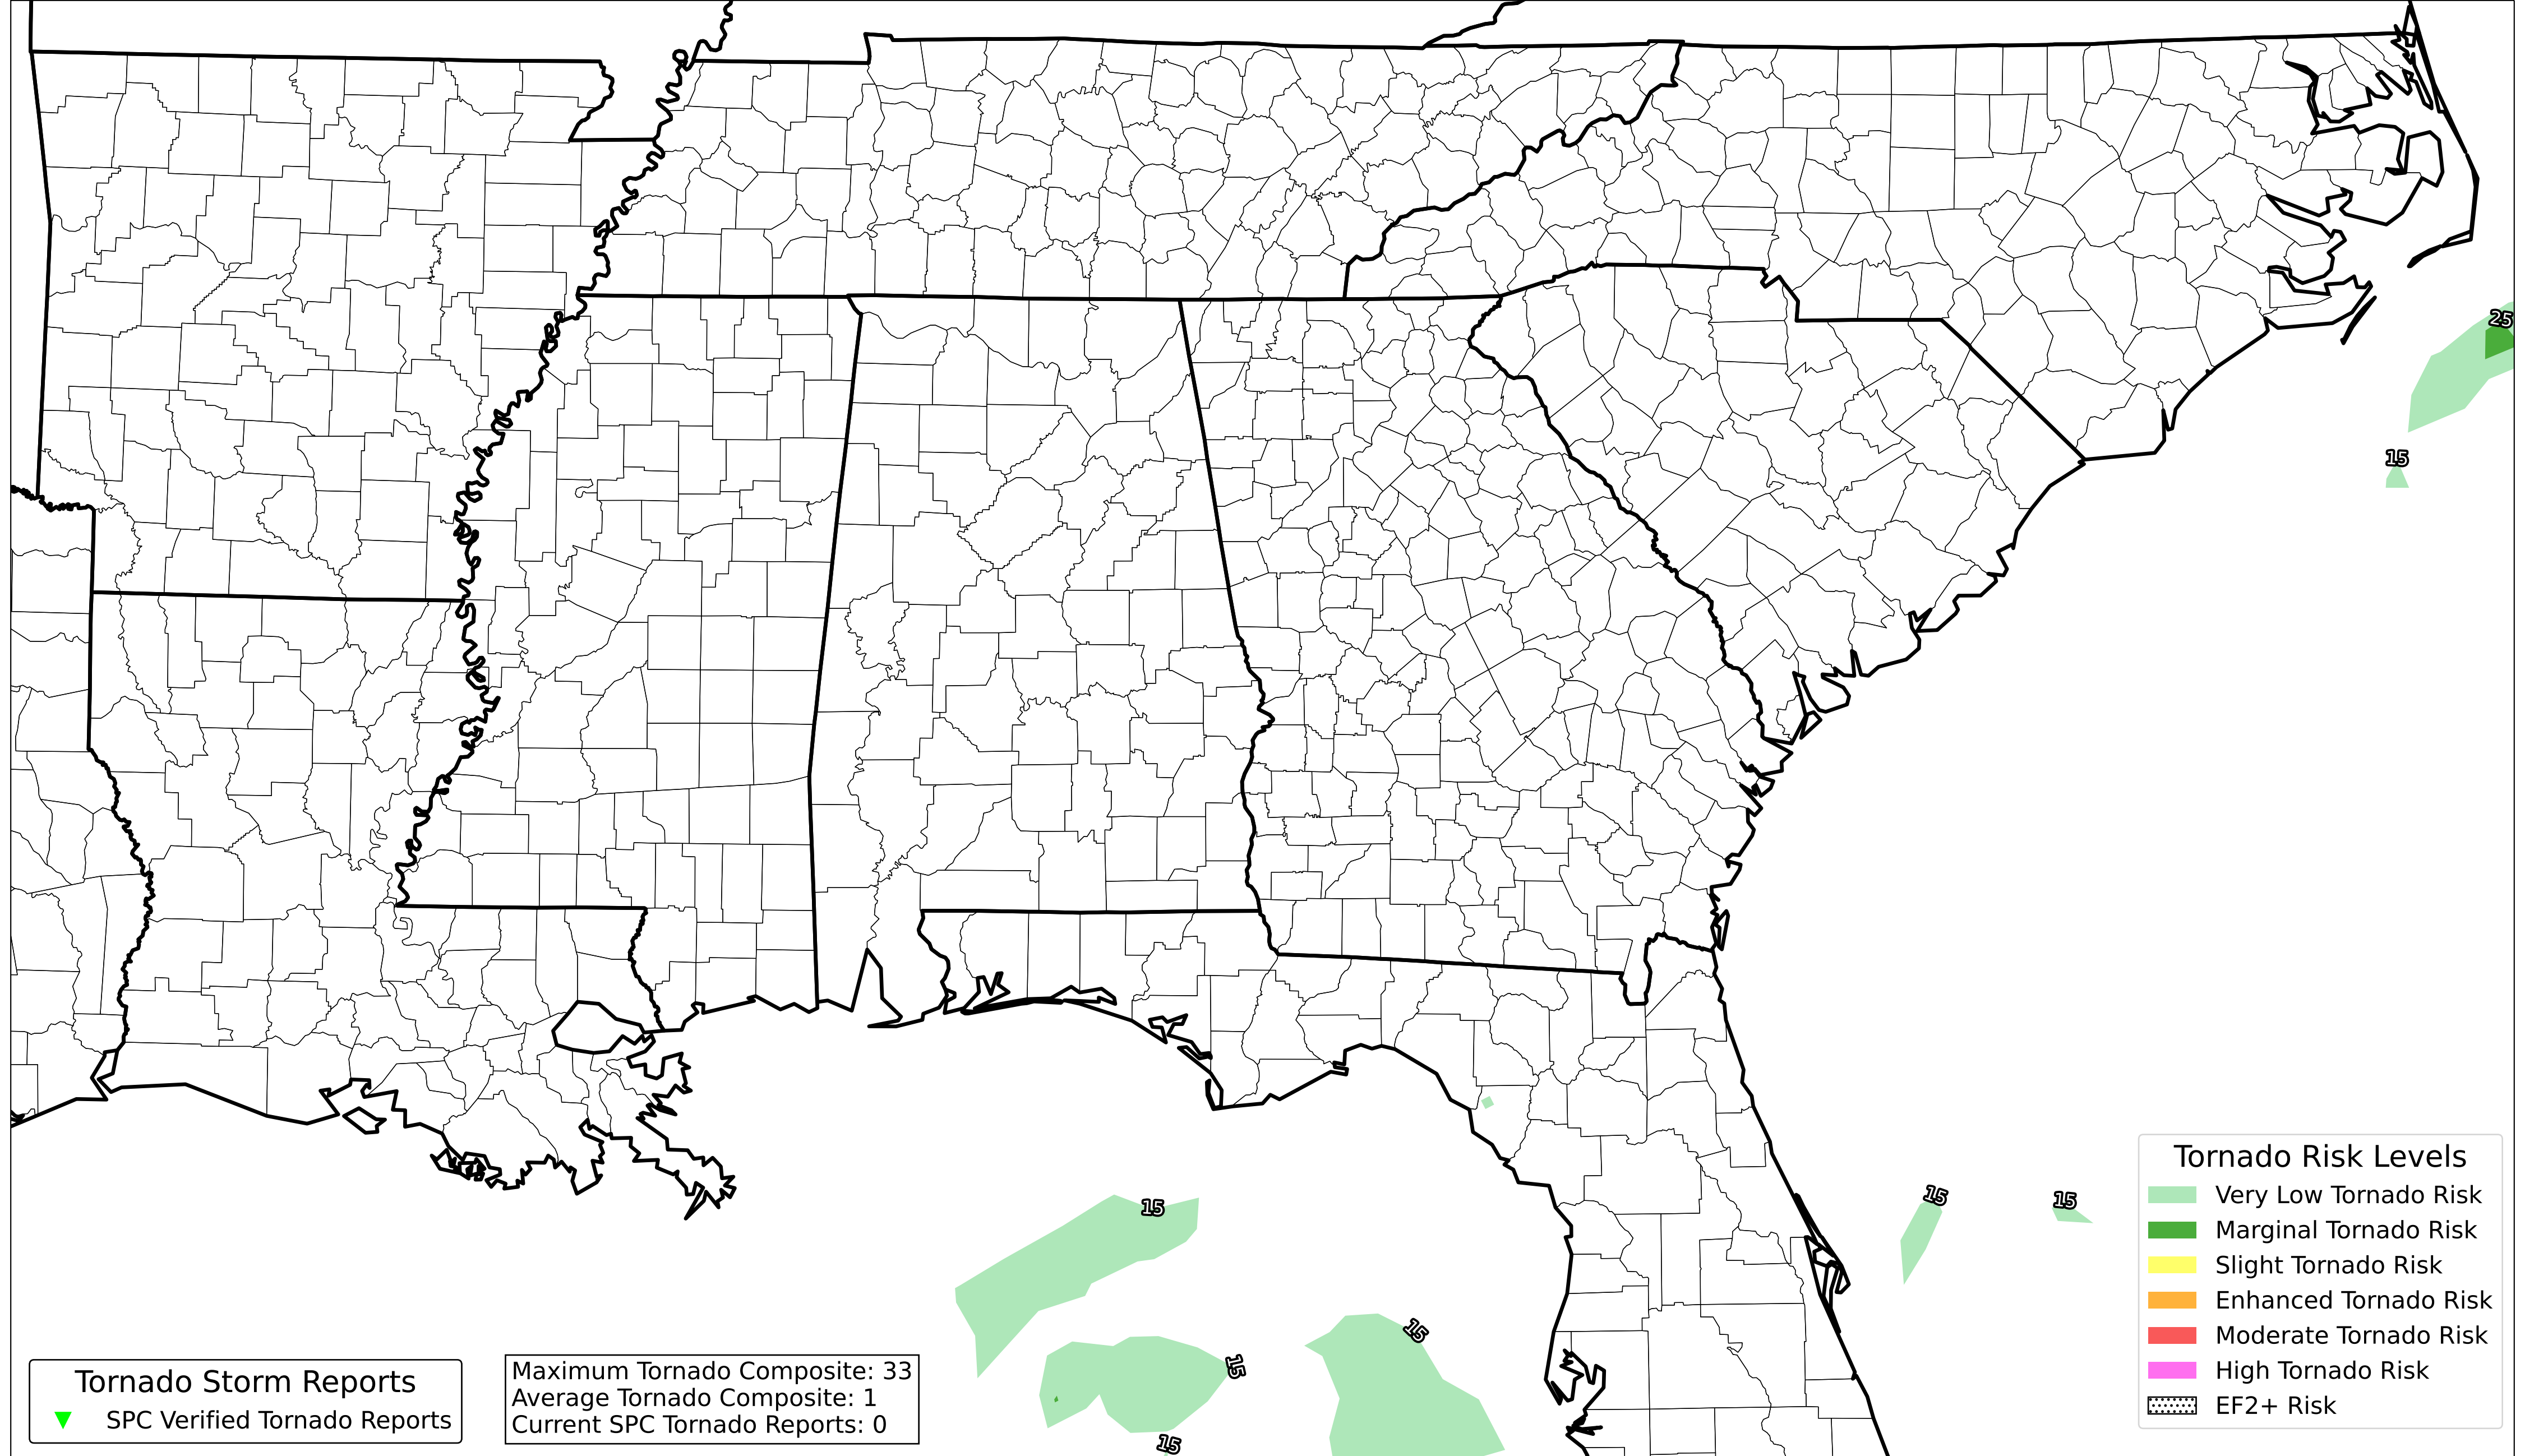 25
15
15
15
15
15
15
15
Tornado Risk Levels
Very Low Tornado Risk
Marginal Tornado Risk
Slight Tornado Risk
Enhanced Tornado Risk
Moderate Tornado Risk
High Tornado Risk
EF2+ Risk
Tornado Storm Reports
SPC Verified Tornado Reports
Maximum Tornado Composite: 33
Average Tornado Composite: 1
Current SPC Tornado Reports: 0